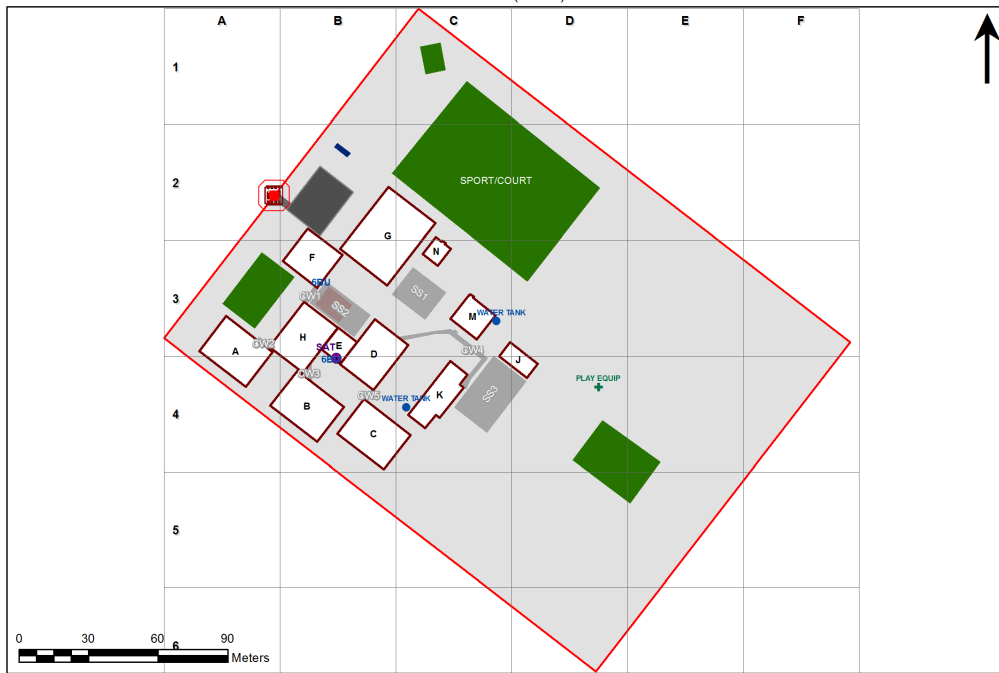 A B C D E F
1
2
SPORT/COURT
G
N
F
6BU
GW1
SS1
3
SS2
M
WATER TANK
H
GW2
SAT
E
A
D
GW4
J
GW3
PLAY EQUIP
K
SS3
GW5
WATER TANK
B
4
C
5
6
0 30 60 90
Meters